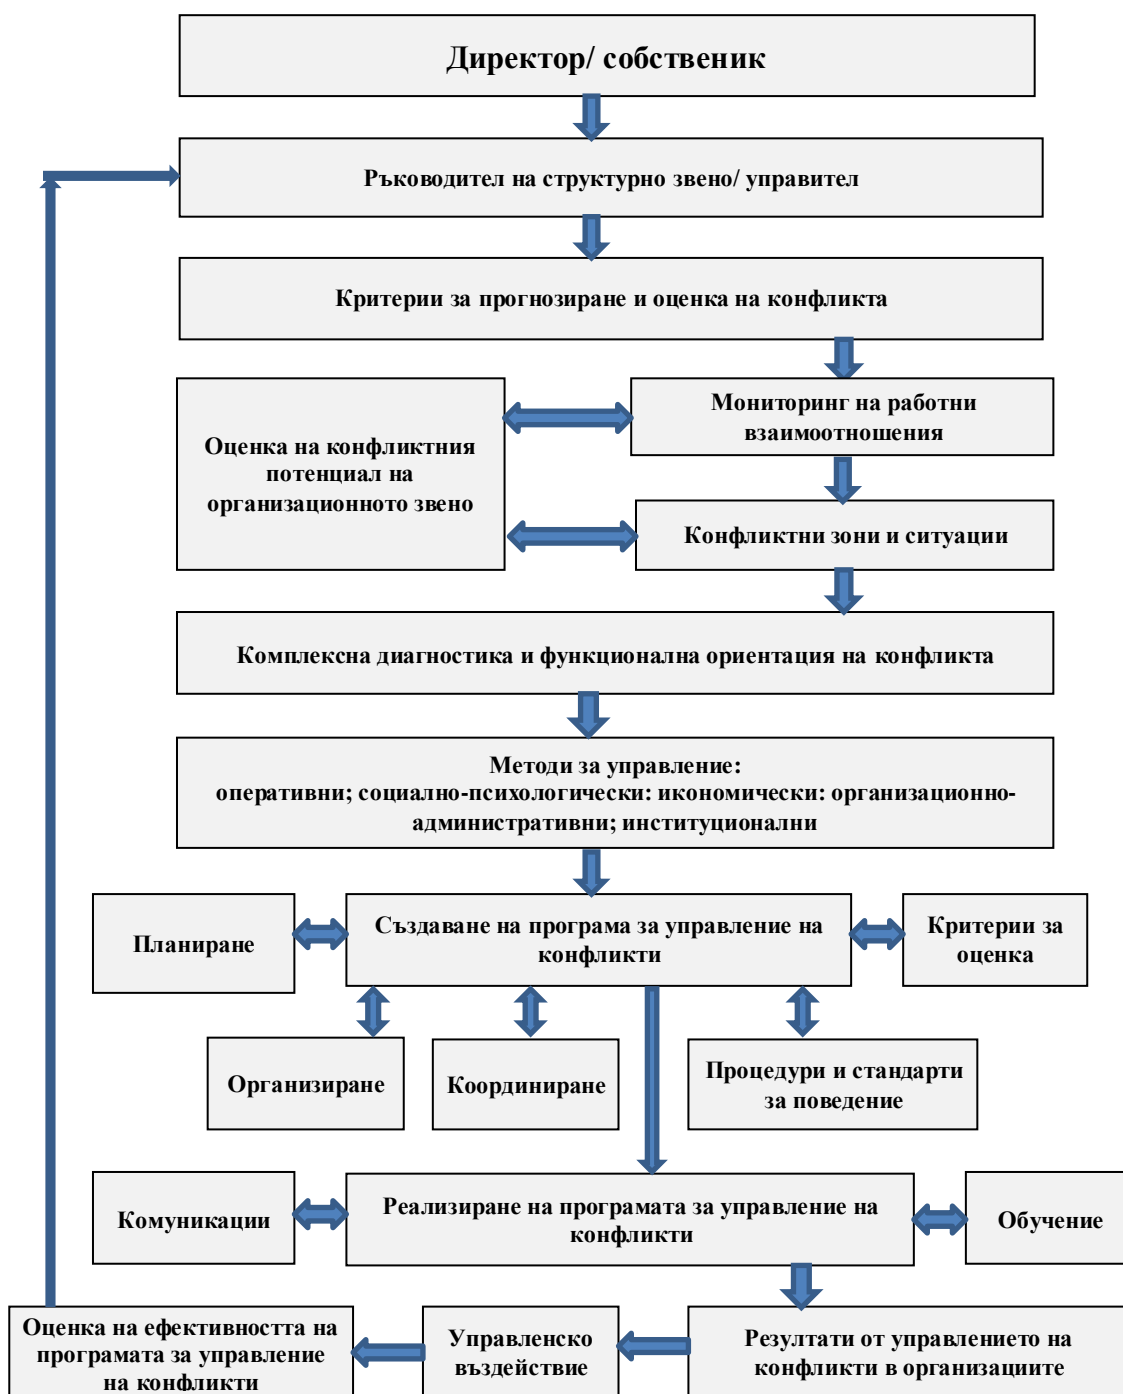 Директор/ собственик
Ръководител на структурно звено/ управител
Критерии за прогнозиране и оценка на конфликта
Мониторинг на работни
взаимоотношения
Оценка на конфликтния
потенциал на
организационното звено
Конфликтни зони и ситуации
Комплексна диагностика и функционална ориентация на конфликта
Методи за управление:
оперативни; социално-психологически: икономически: организационно-
административни; институционални
Планиране
Създаване на програма за управление на
конфликти
Критерии за
оценка
Организиране
Координиране
Процедури и стандарти
за поведение
Комуникации
Реализиране на програмата за управление на
конфликти
Обучение
Оценка на ефективността на
програмата за управление
на конфликти
Управленско
въздействие
Резултати от управлението на
конфликти в организациите